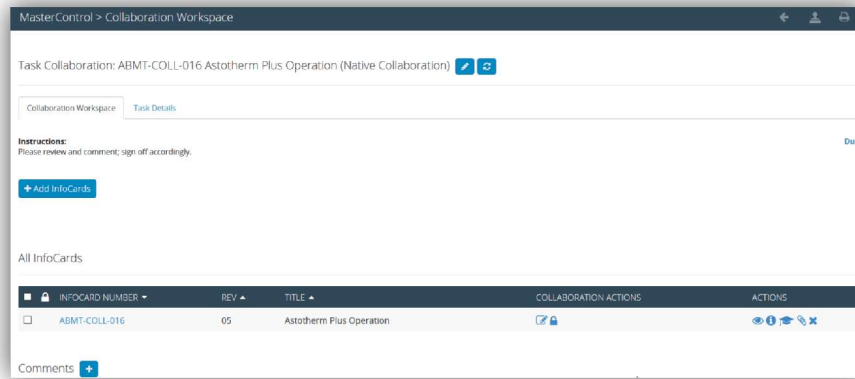 MasterControl > Collaboration Workspace
Task Collaboration: ABMT-COLL-016 Astotherm Plus Operation (Native Collaboration)
Collaboration Workspace Task Details
Instructions:
Du
Please review and comment; sign off accordingly.
+ Add InfoCards
All InfoCards
INFOCARD NUMBER REV TITLE COLLABORATION ACTIONS ACTIONS
ABMT-COLL-016 05 Astotherm Plus Operation
Comments +